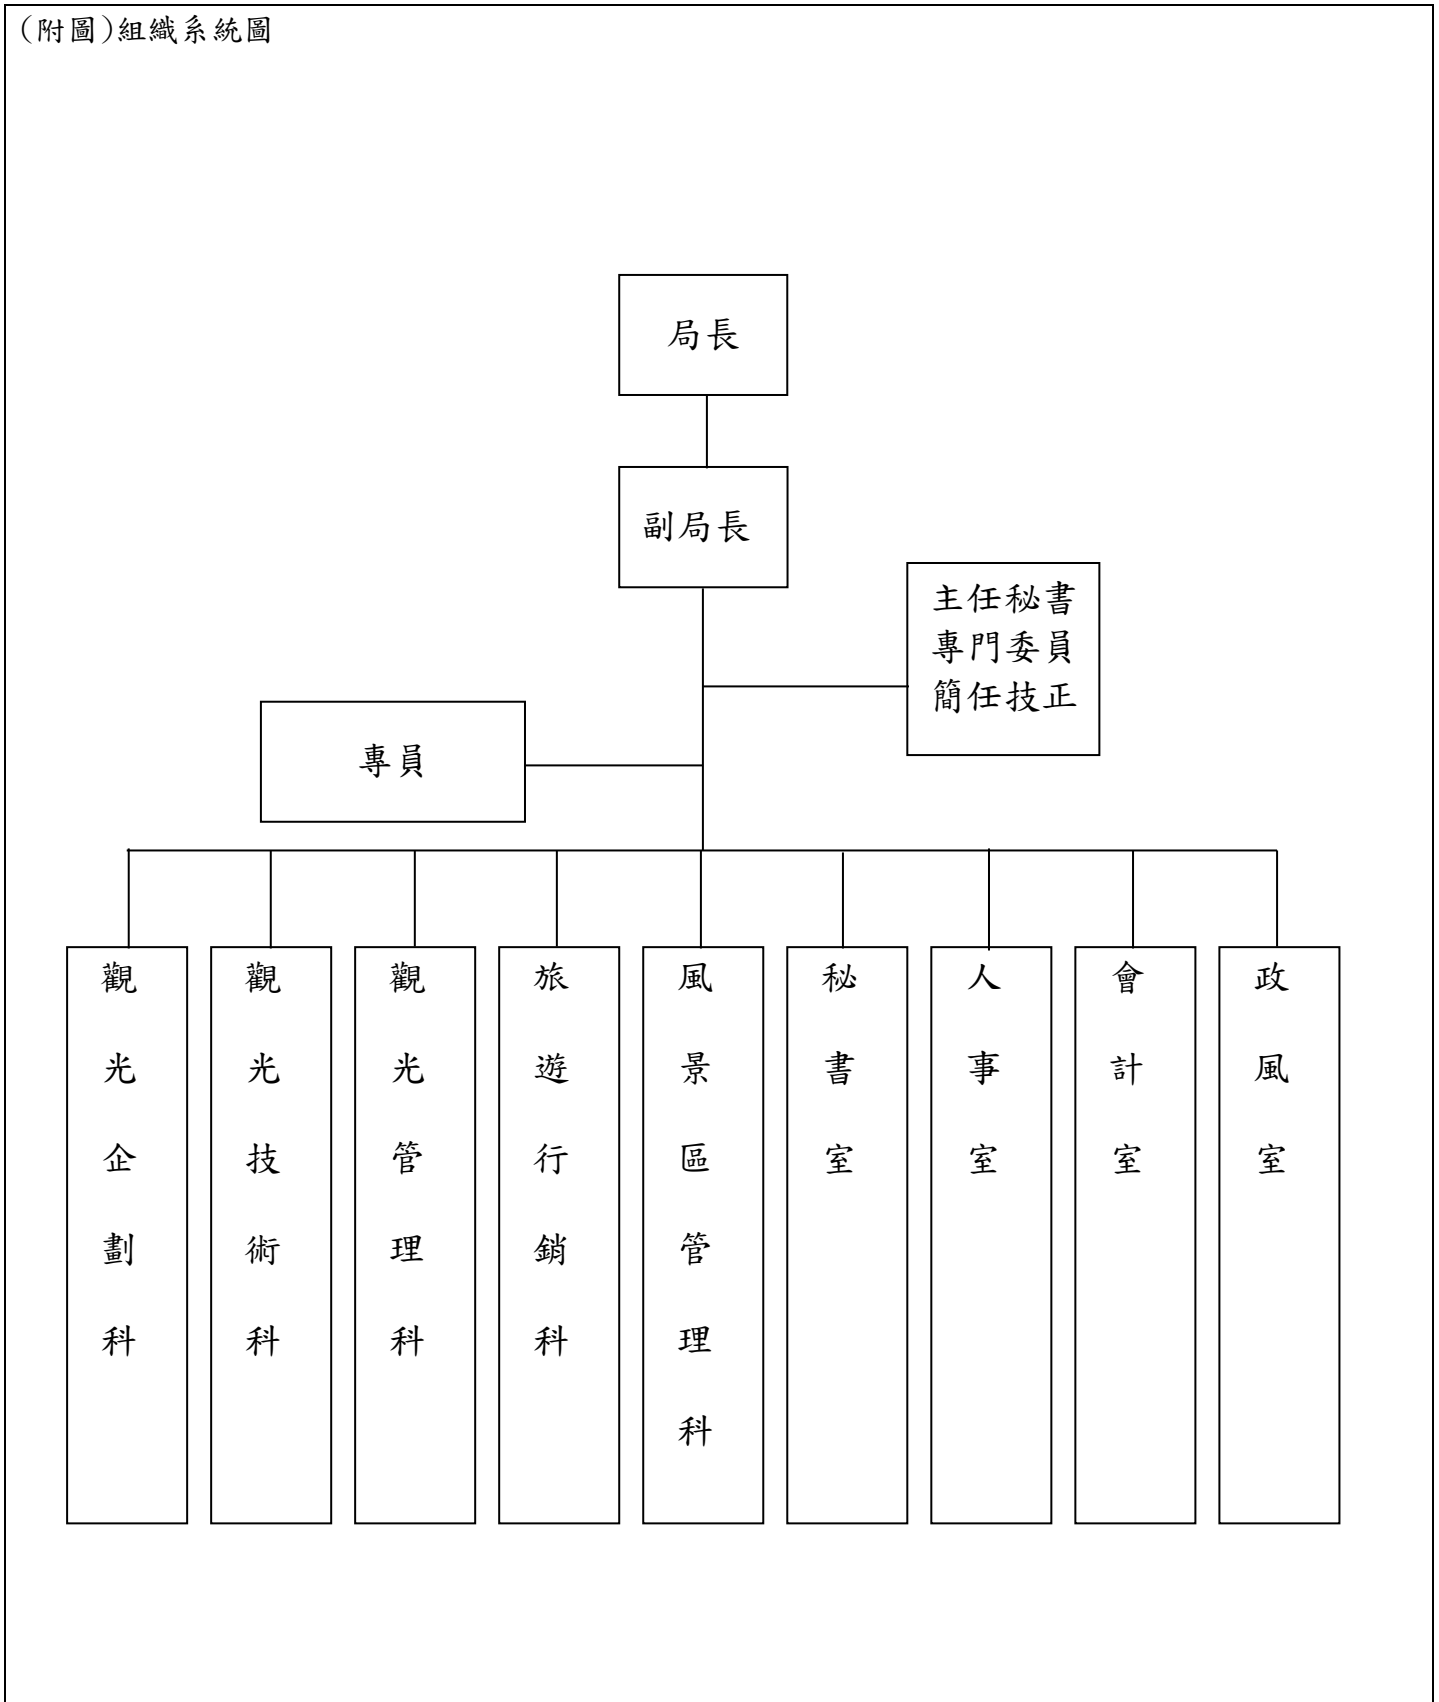 (附圖)組織系統圖
局長
副局長
主任秘書
專門委員
簡任技正
專員
觀光企劃科
觀光技術科
觀光管理科
旅遊行銷科
風景區管理科
秘書室
人事室
會計室
政風室